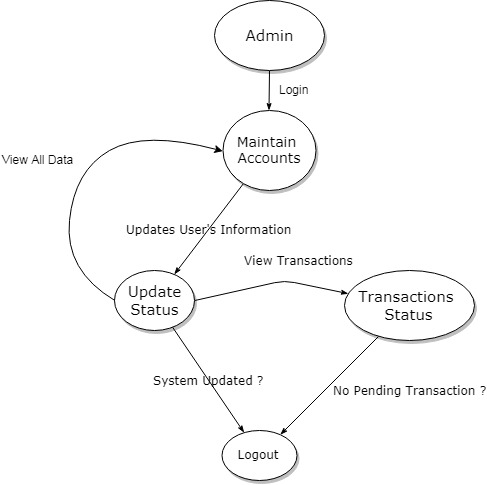 Admin
Login
Maintain
Accounts
View All Data
Updates User's Information
View Transactions
Update
Status
Transactions
Status
System Updated ?
No Pending Transaction ?
Logout